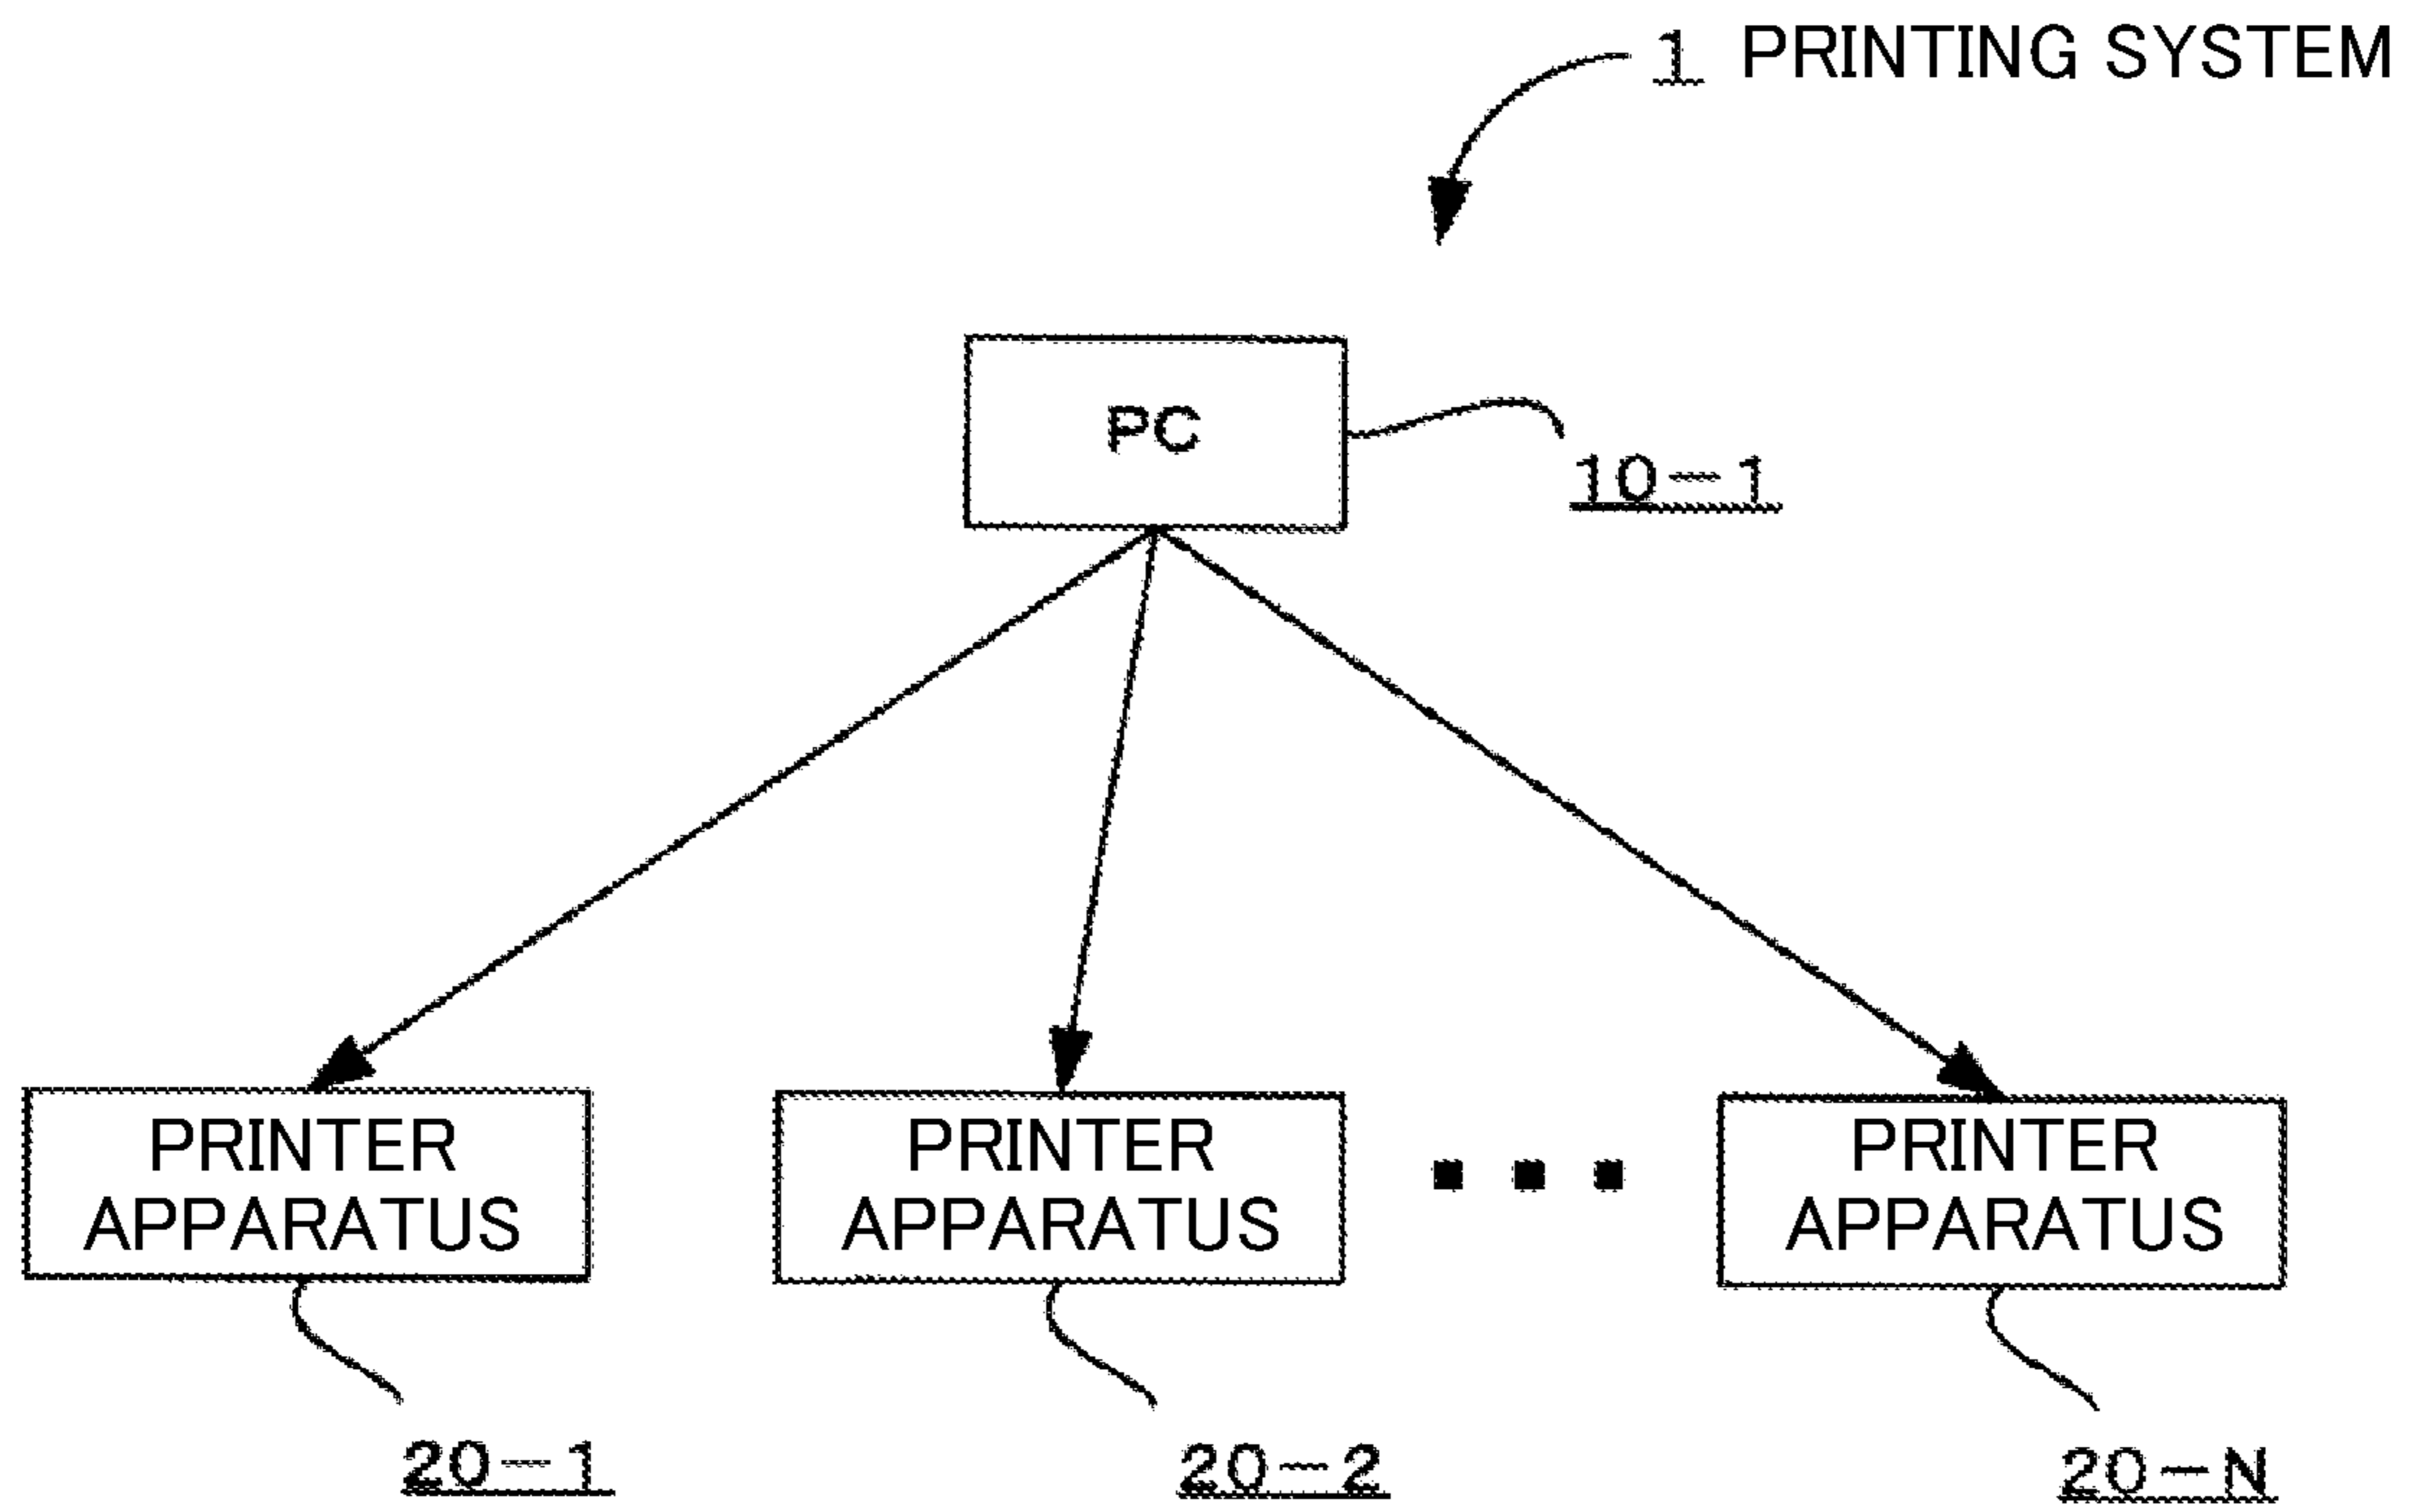 1 PRINTING SYSTEM
PC
10-1
PRINTER
APPARATUS
PRINTER
APPARATUS
PRINTER
APPARATUS
20-1
20-2
20-N